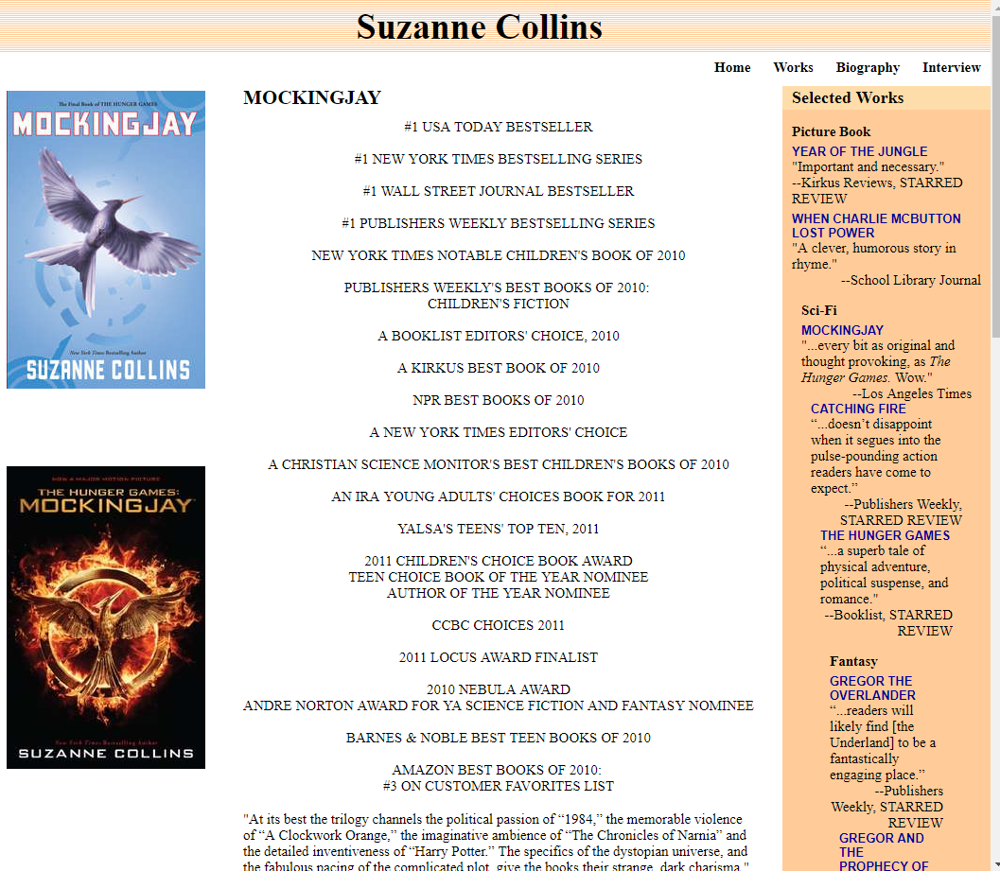 Suzanne Collins
Home Works Biography Interview
The Final Book of THE HUNGER GAMES
MOCKINGJAY
New York Times Bestselling Author
SUZANNE COLLINS
NOW A MAJOR MOTION PICTURE
THE HUNGER GAMES:
MOCKINGJAY
New York Times Bestselling Author
SUZANNE COLLINS
MOCKINGJAY
#1 USA TODAY BESTSELLER
#1 NEW YORK TIMES BESTSELLING SERIES
#1 WALL STREET JOURNAL BESTSELLER
#1 PUBLISHERS WEEKLY BESTSELLING SERIES
NEW YORK TIMES NOTABLE CHILDREN'S BOOK OF 2010
PUBLISHERS WEEKLY'S BEST BOOKS OF 2010:
CHILDREN'S FICTION
A BOOKLIST EDITORS' CHOICE, 2010
A KIRKUS BEST BOOK OF 2010
NPR BEST BOOKS OF 2010
A NEW YORK TIMES EDITORS' CHOICE
A CHRISTIAN SCIENCE MONITOR'S BEST CHILDREN'S BOOKS OF 2010
AN IRA YOUNG ADULTS' CHOICES BOOK FOR 2011
YALSA'S TEENS' TOP TEN, 2011
2011 CHILDREN'S CHOICE BOOK AWARD
TEEN CHOICE BOOK OF THE YEAR NOMINEE
AUTHOR OF THE YEAR NOMINEE
CCBC CHOICES 2011
2011 LOCUS AWARD FINALIST
2010 NEBULA AWARD
ANDRE NORTON AWARD FOR YA SCIENCE FICTION AND FANTASY NOMINEE
BARNES & NOBLE BEST TEEN BOOKS OF 2010
AMAZON BEST BOOKS OF 2010:
#3 ON CUSTOMER FAVORITES LIST
"At its best the trilogy channels the political passion of “1984,” the memorable violence
of “A Clockwork Orange,” the imaginative ambience of “The Chronicles of Narnia” and
the detailed inventiveness of “Harry Potter.” The specifics of the dystopian universe, and
the fabulous pacing of the complicated plot, give the books their strange, dark charisma."
Selected Works
Picture Book
YEAR OF THE JUNGLE
"Important and necessary."
--Kirkus Reviews, STARRED
REVIEW
WHEN CHARLIE MCBUTTON
LOST POWER
"A clever, humorous story in
rhyme."
--School Library Journal
Sci-Fi
MOCKINGJAY
"...every bit as original and
thought provoking, as The
Hunger Games. Wow."
--Los Angeles Times
CATCHING FIRE
“...doesn’t disappoint
when it segues into the
pulse-pounding action
readers have come to
expect.”
--Publishers Weekly,
STARRED REVIEW
THE HUNGER GAMES
“...a superb tale of
physical adventure,
political suspense, and
romance."
--Booklist, STARRED
REVIEW
Fantasy
GREGOR THE
OVERLANDER
“...readers will
likely find [the
Underland] to be a
fantastically
engaging place.”
--Publishers
Weekly, STARRED
REVIEW
GREGOR AND
THE
PROPHECY OF